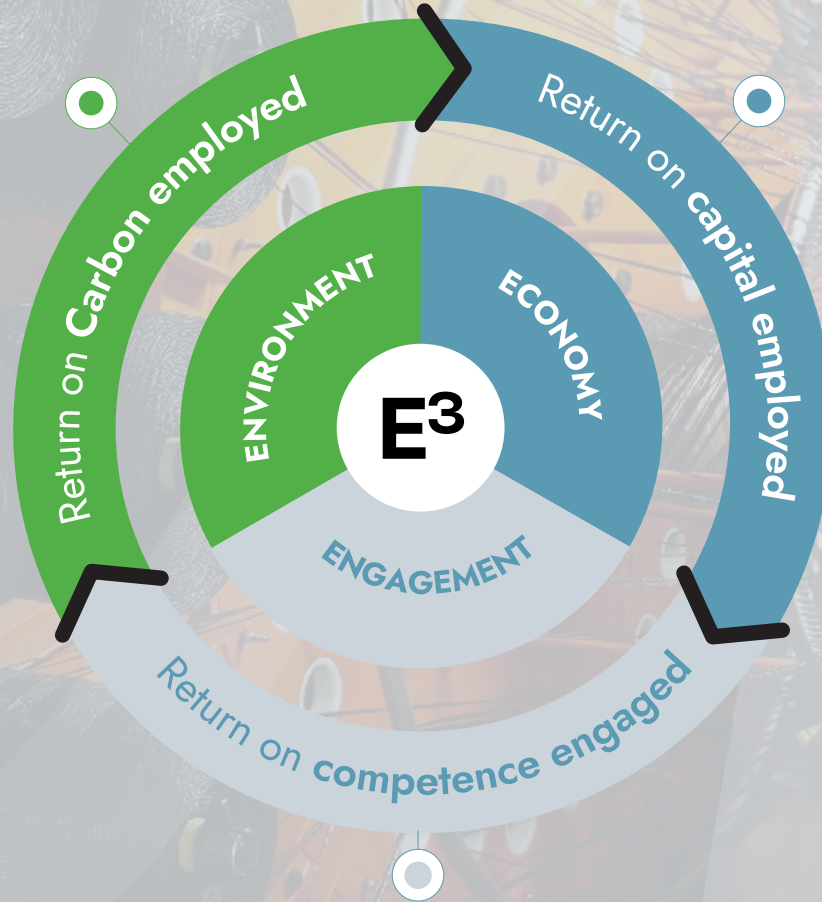 Return on Carbon employed
Return on capital employed
ENVIRONMENT
ECONOMY
E³
ENGAGEMENT
Return on competence engaged